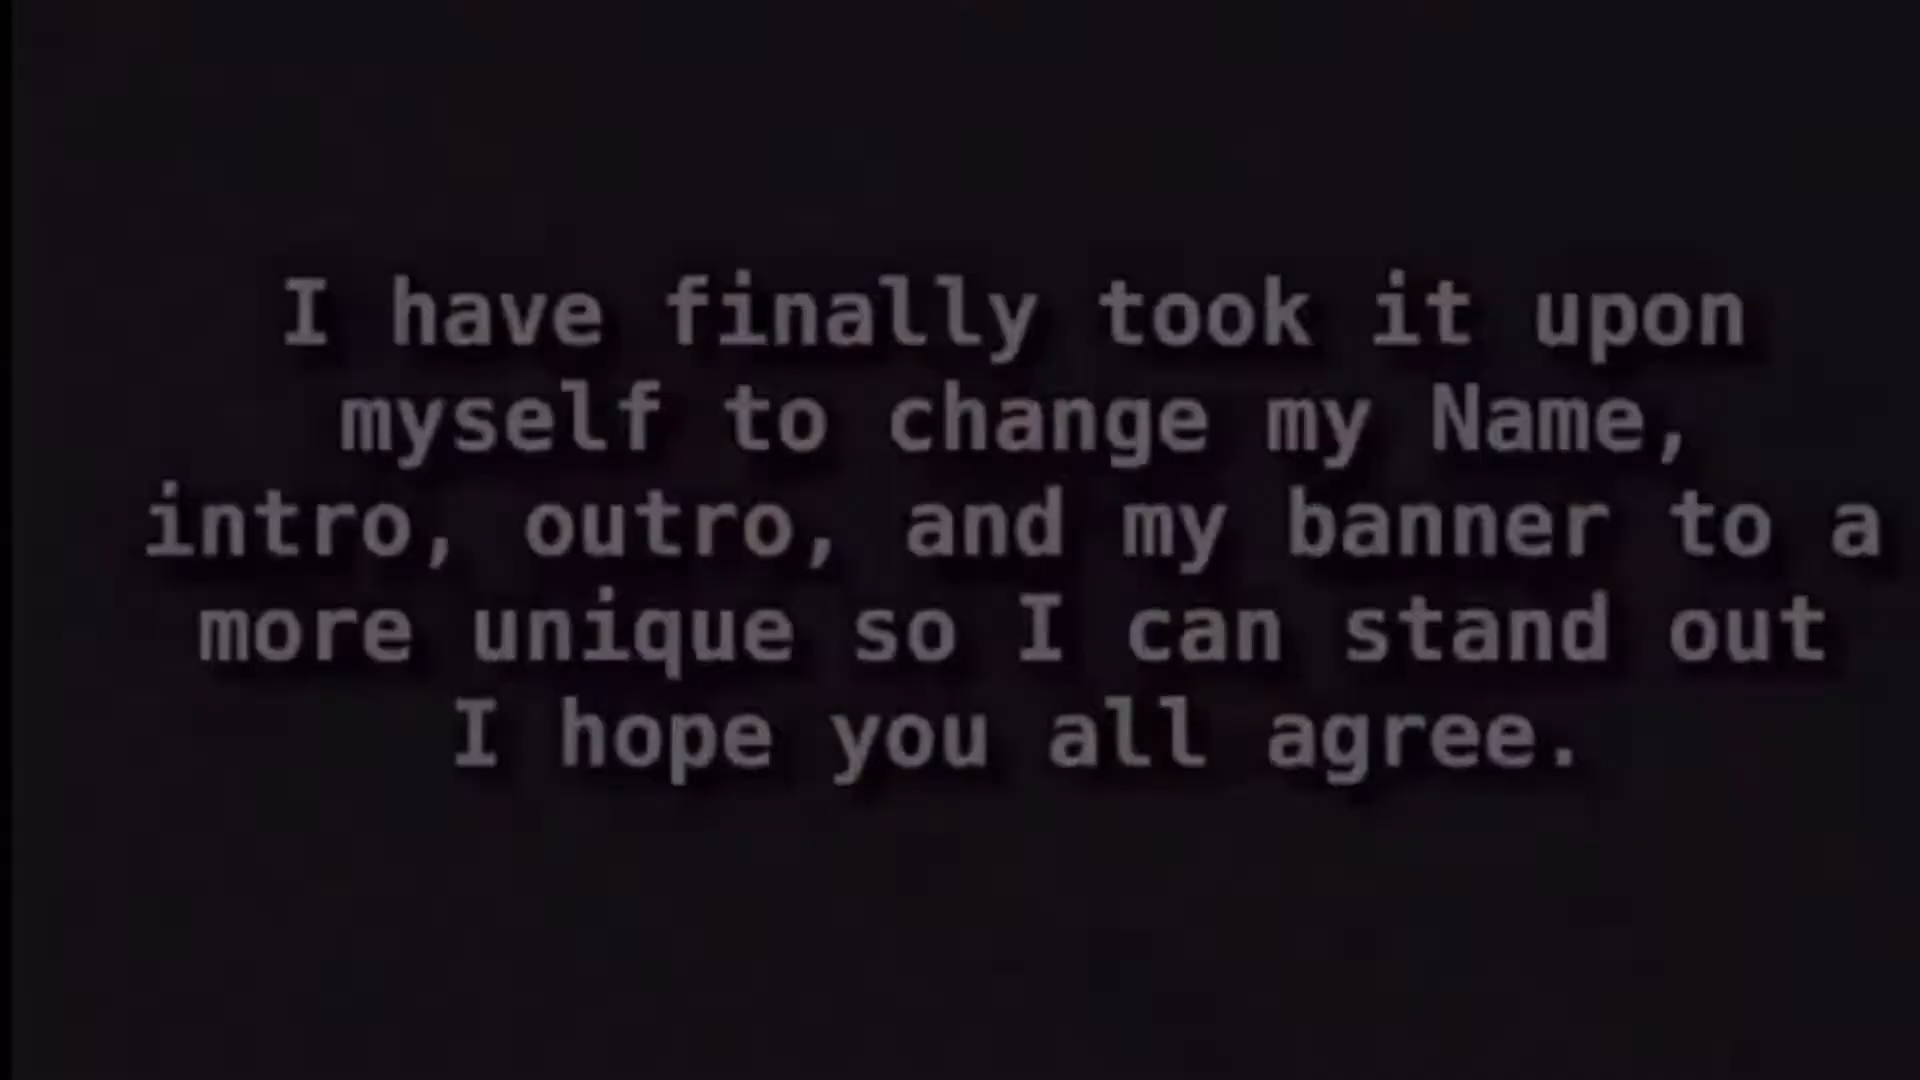 I have finally took it upon
myself to change my Name,
intro, outro, and my banner to a
more unique so I can stand out
I hope you all agree.